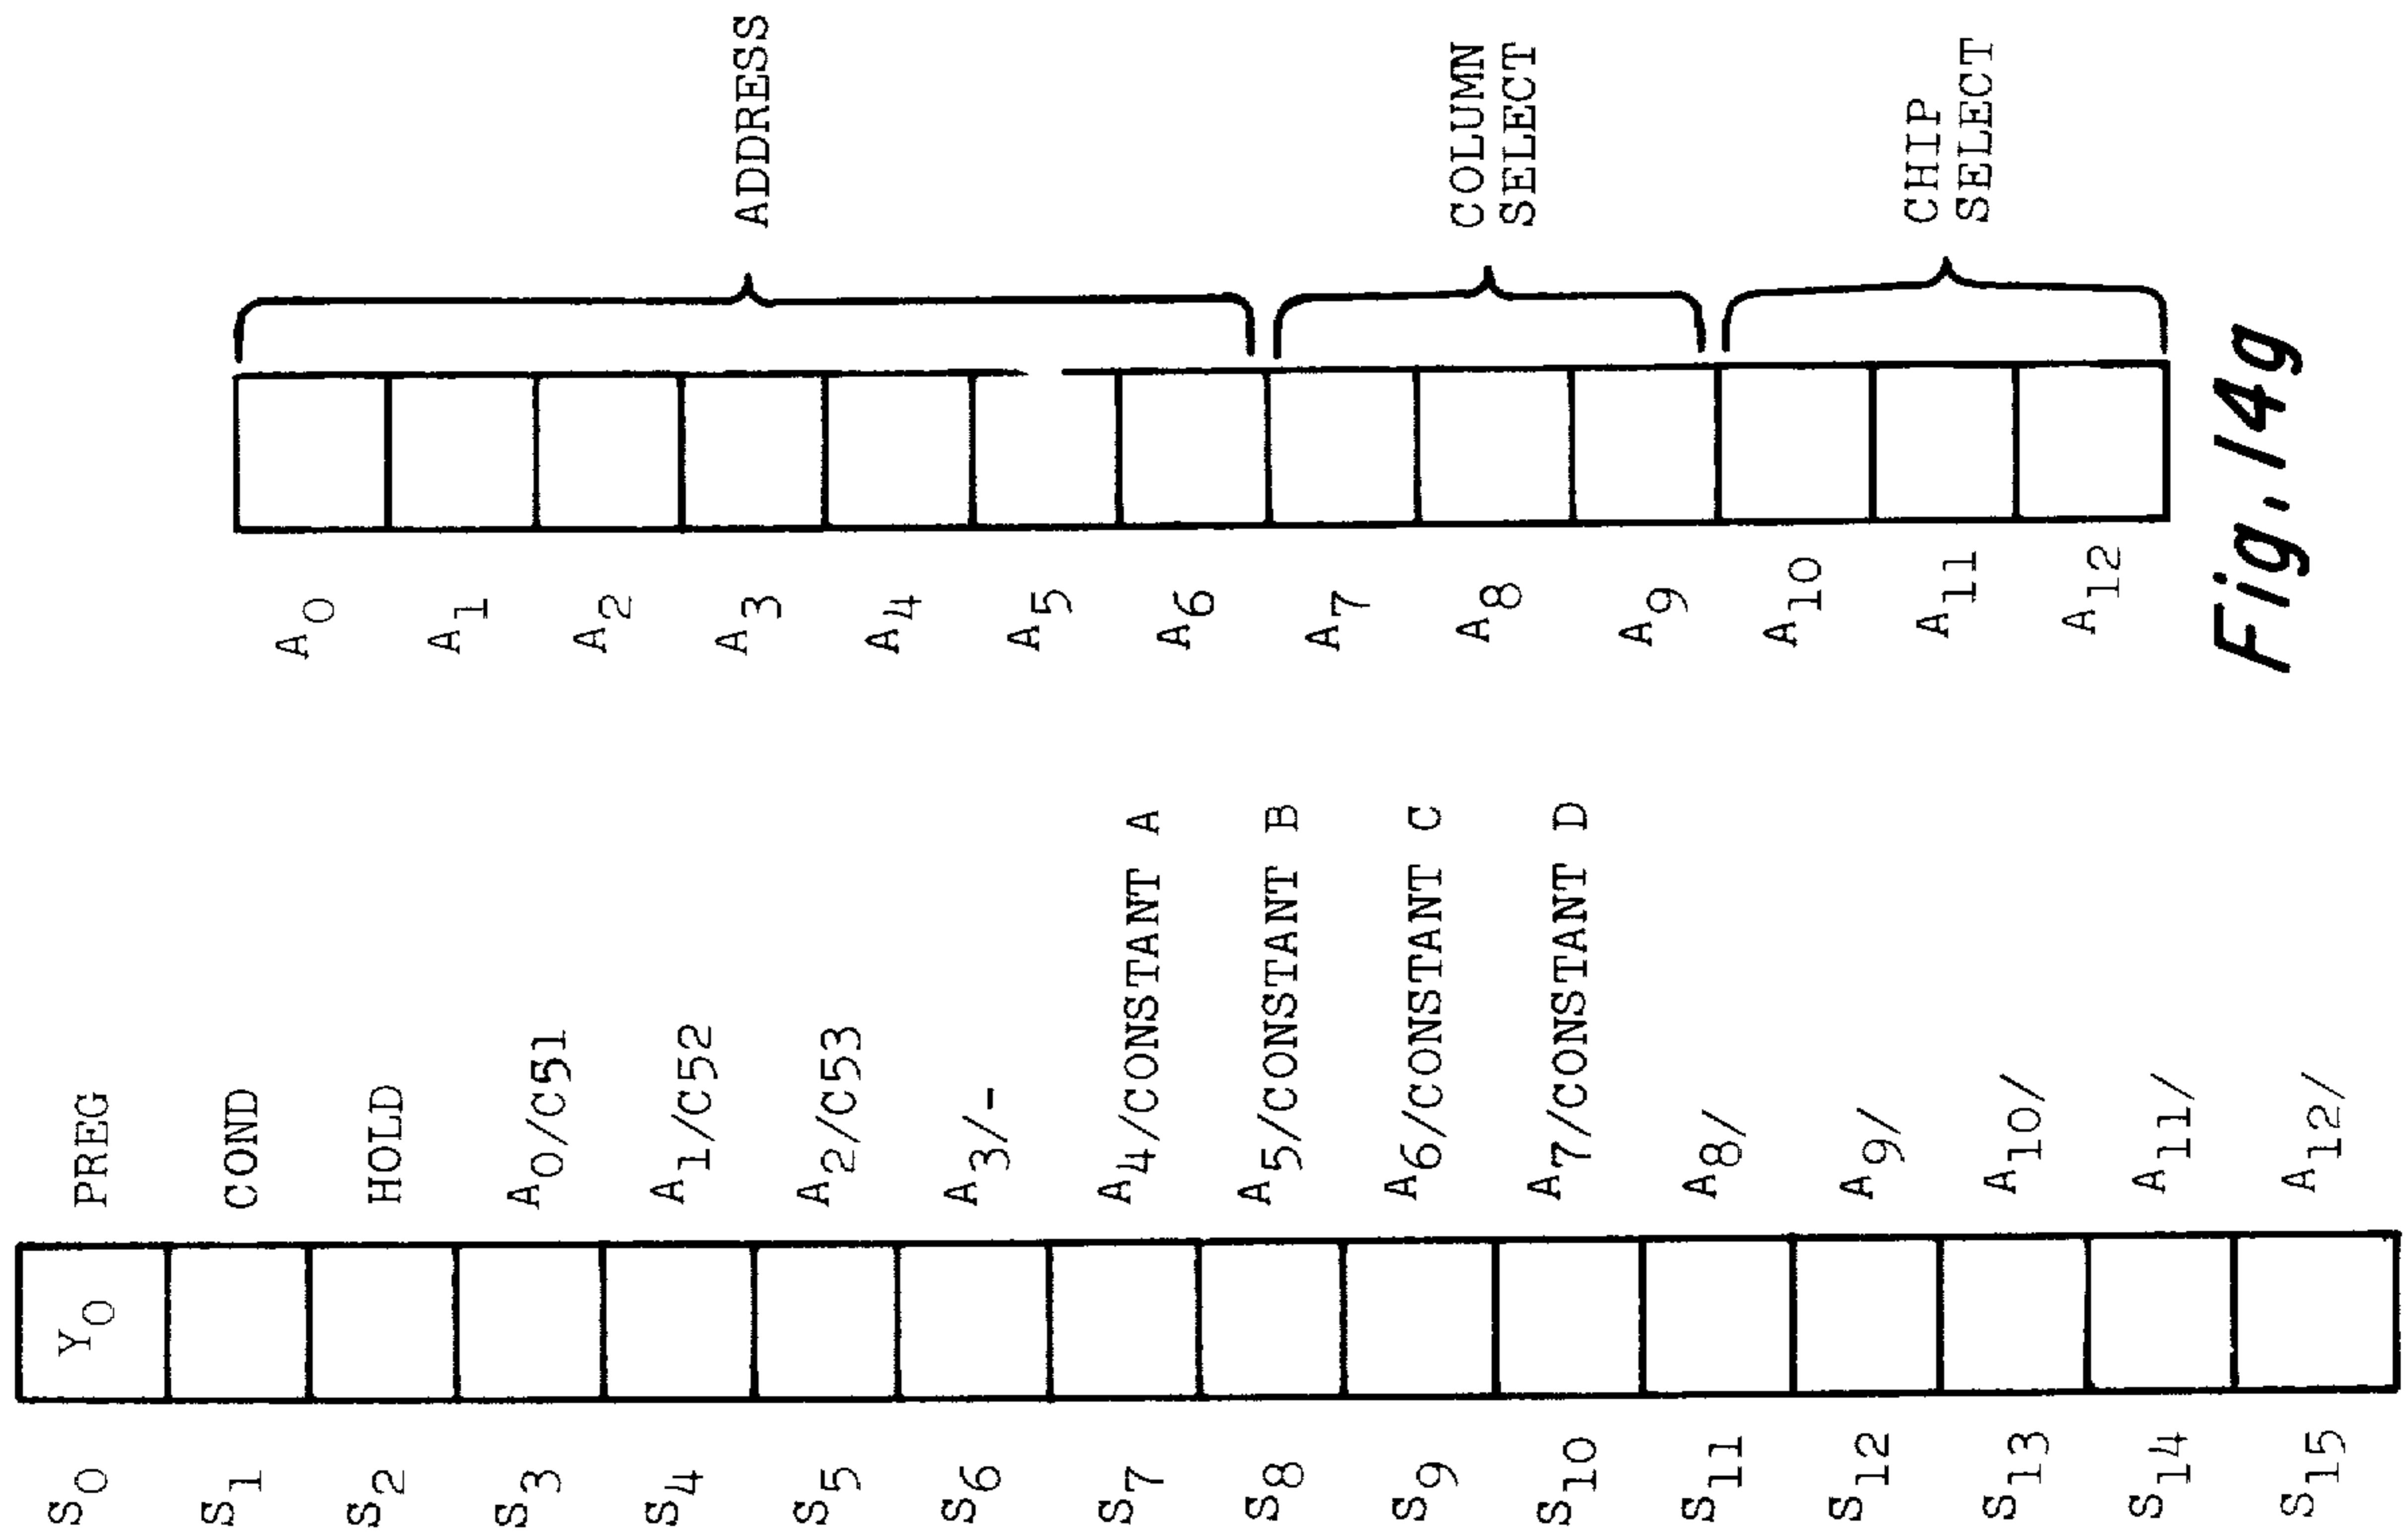 S0 Y0 PREG
S1 COND
S2 HOLD
S3 A0/C51
S4 A1/C52
S5 A2/C53
S6 A3/-
S7 A4/CONSTANT A
S8 A5/CONSTANT B
S9 A6/CONSTANT C
S10 A7/CONSTANT D
S11 A8/
S12 A9/
S13 A10/
S14 A11/
S15 A12/
A0
A1
A2
A3
A4
A5
A6
A7
A8
A9
A10
A11
A12
ADDRESS
COLUMN
SELECT
CHIP
SELECT
Fig. 14g